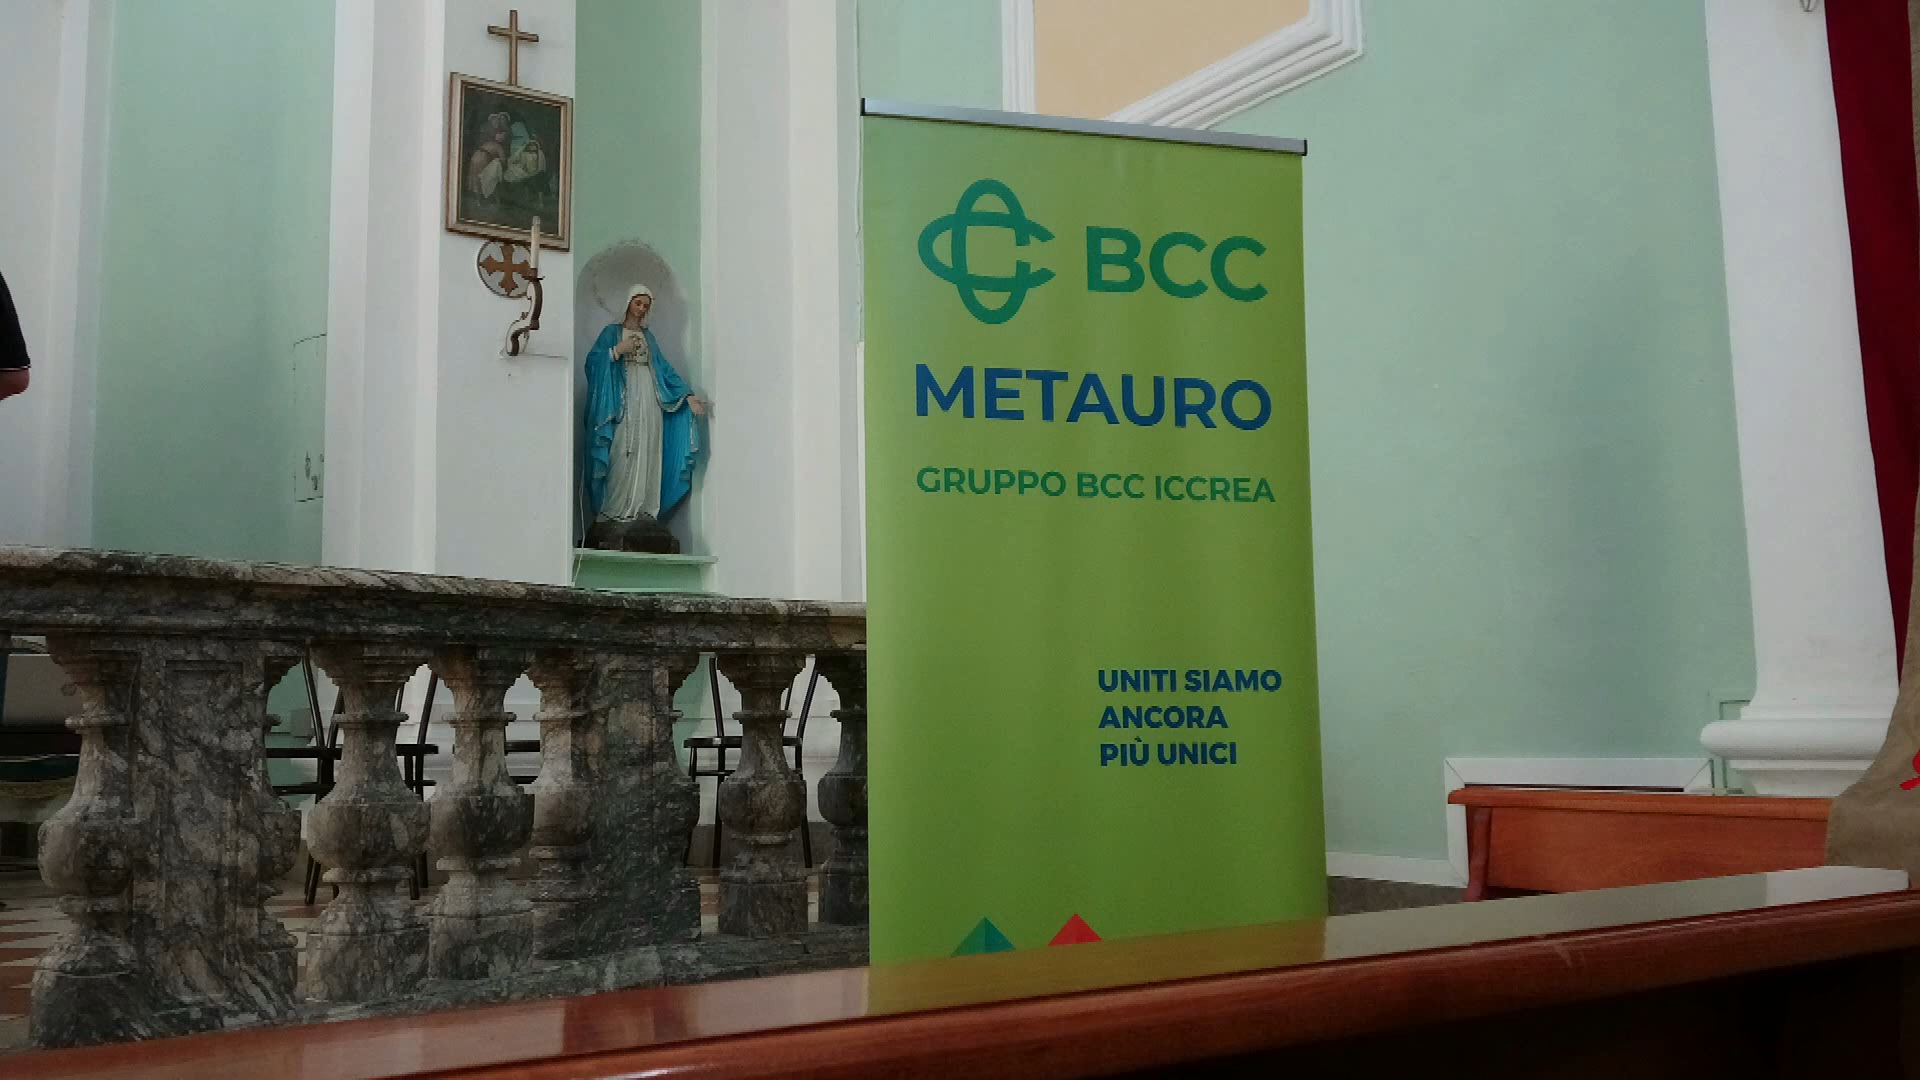 BCC
METAURO
GRUPPO BCC ICCREA
UNITI SIAMO
ANCORA
PIÙ UNICI